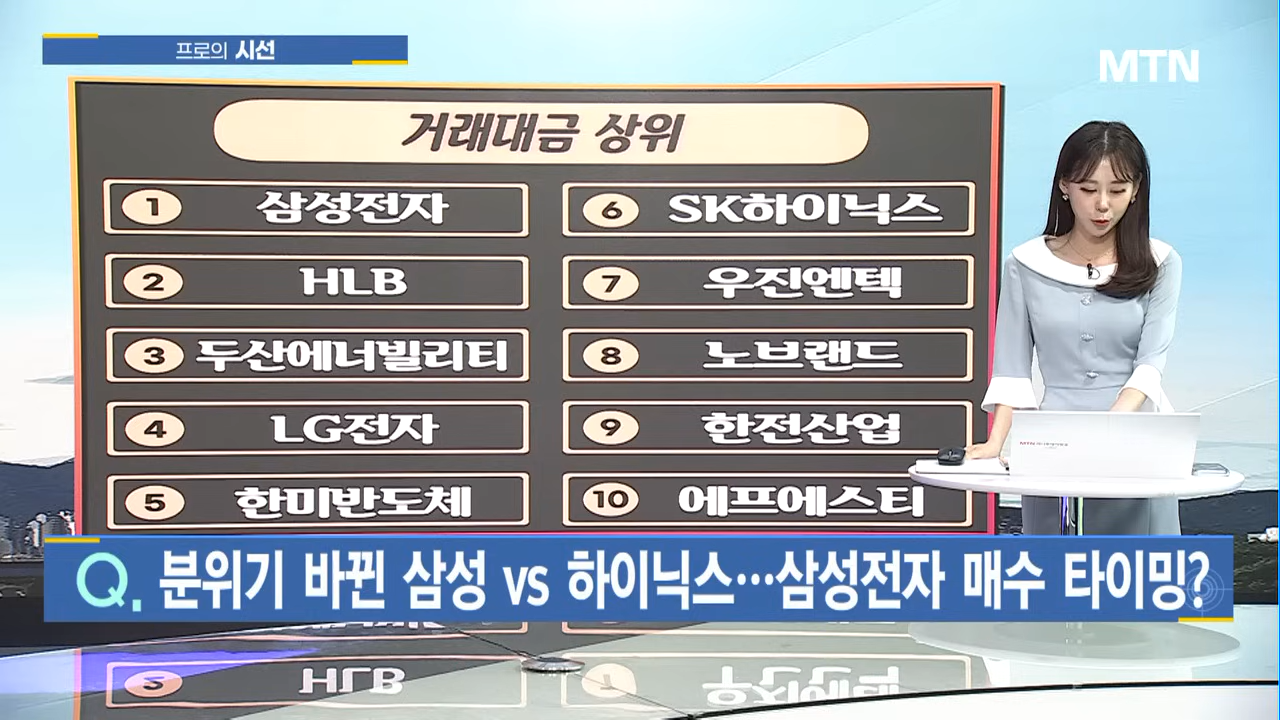 프로의 시선
MTN
거래대금 상위
1 삼성전자
2 HLB
3 두산에너빌리티
4 LG전자
5 한미반도체
6 SK하이닉스
7 우진엔텍
8 노브랜드
9 한전산업
10 에프에스티
MTN
Q. 분위기 바뀐 삼성 vs 하이닉스…삼성전자 매수 타이밍?